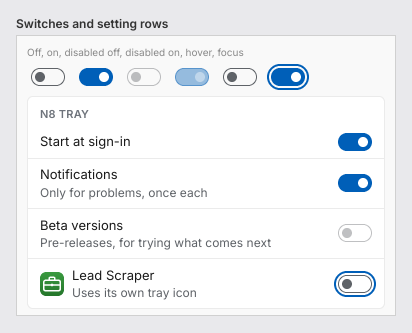 Switches and setting rows
Off, on, disabled off, disabled on, hover, focus
N8 TRAY
Start at sign-in
Notifications
Only for problems, once each
Beta versions
Pre-releases, for trying what comes next
Lead Scraper
Uses its own tray icon